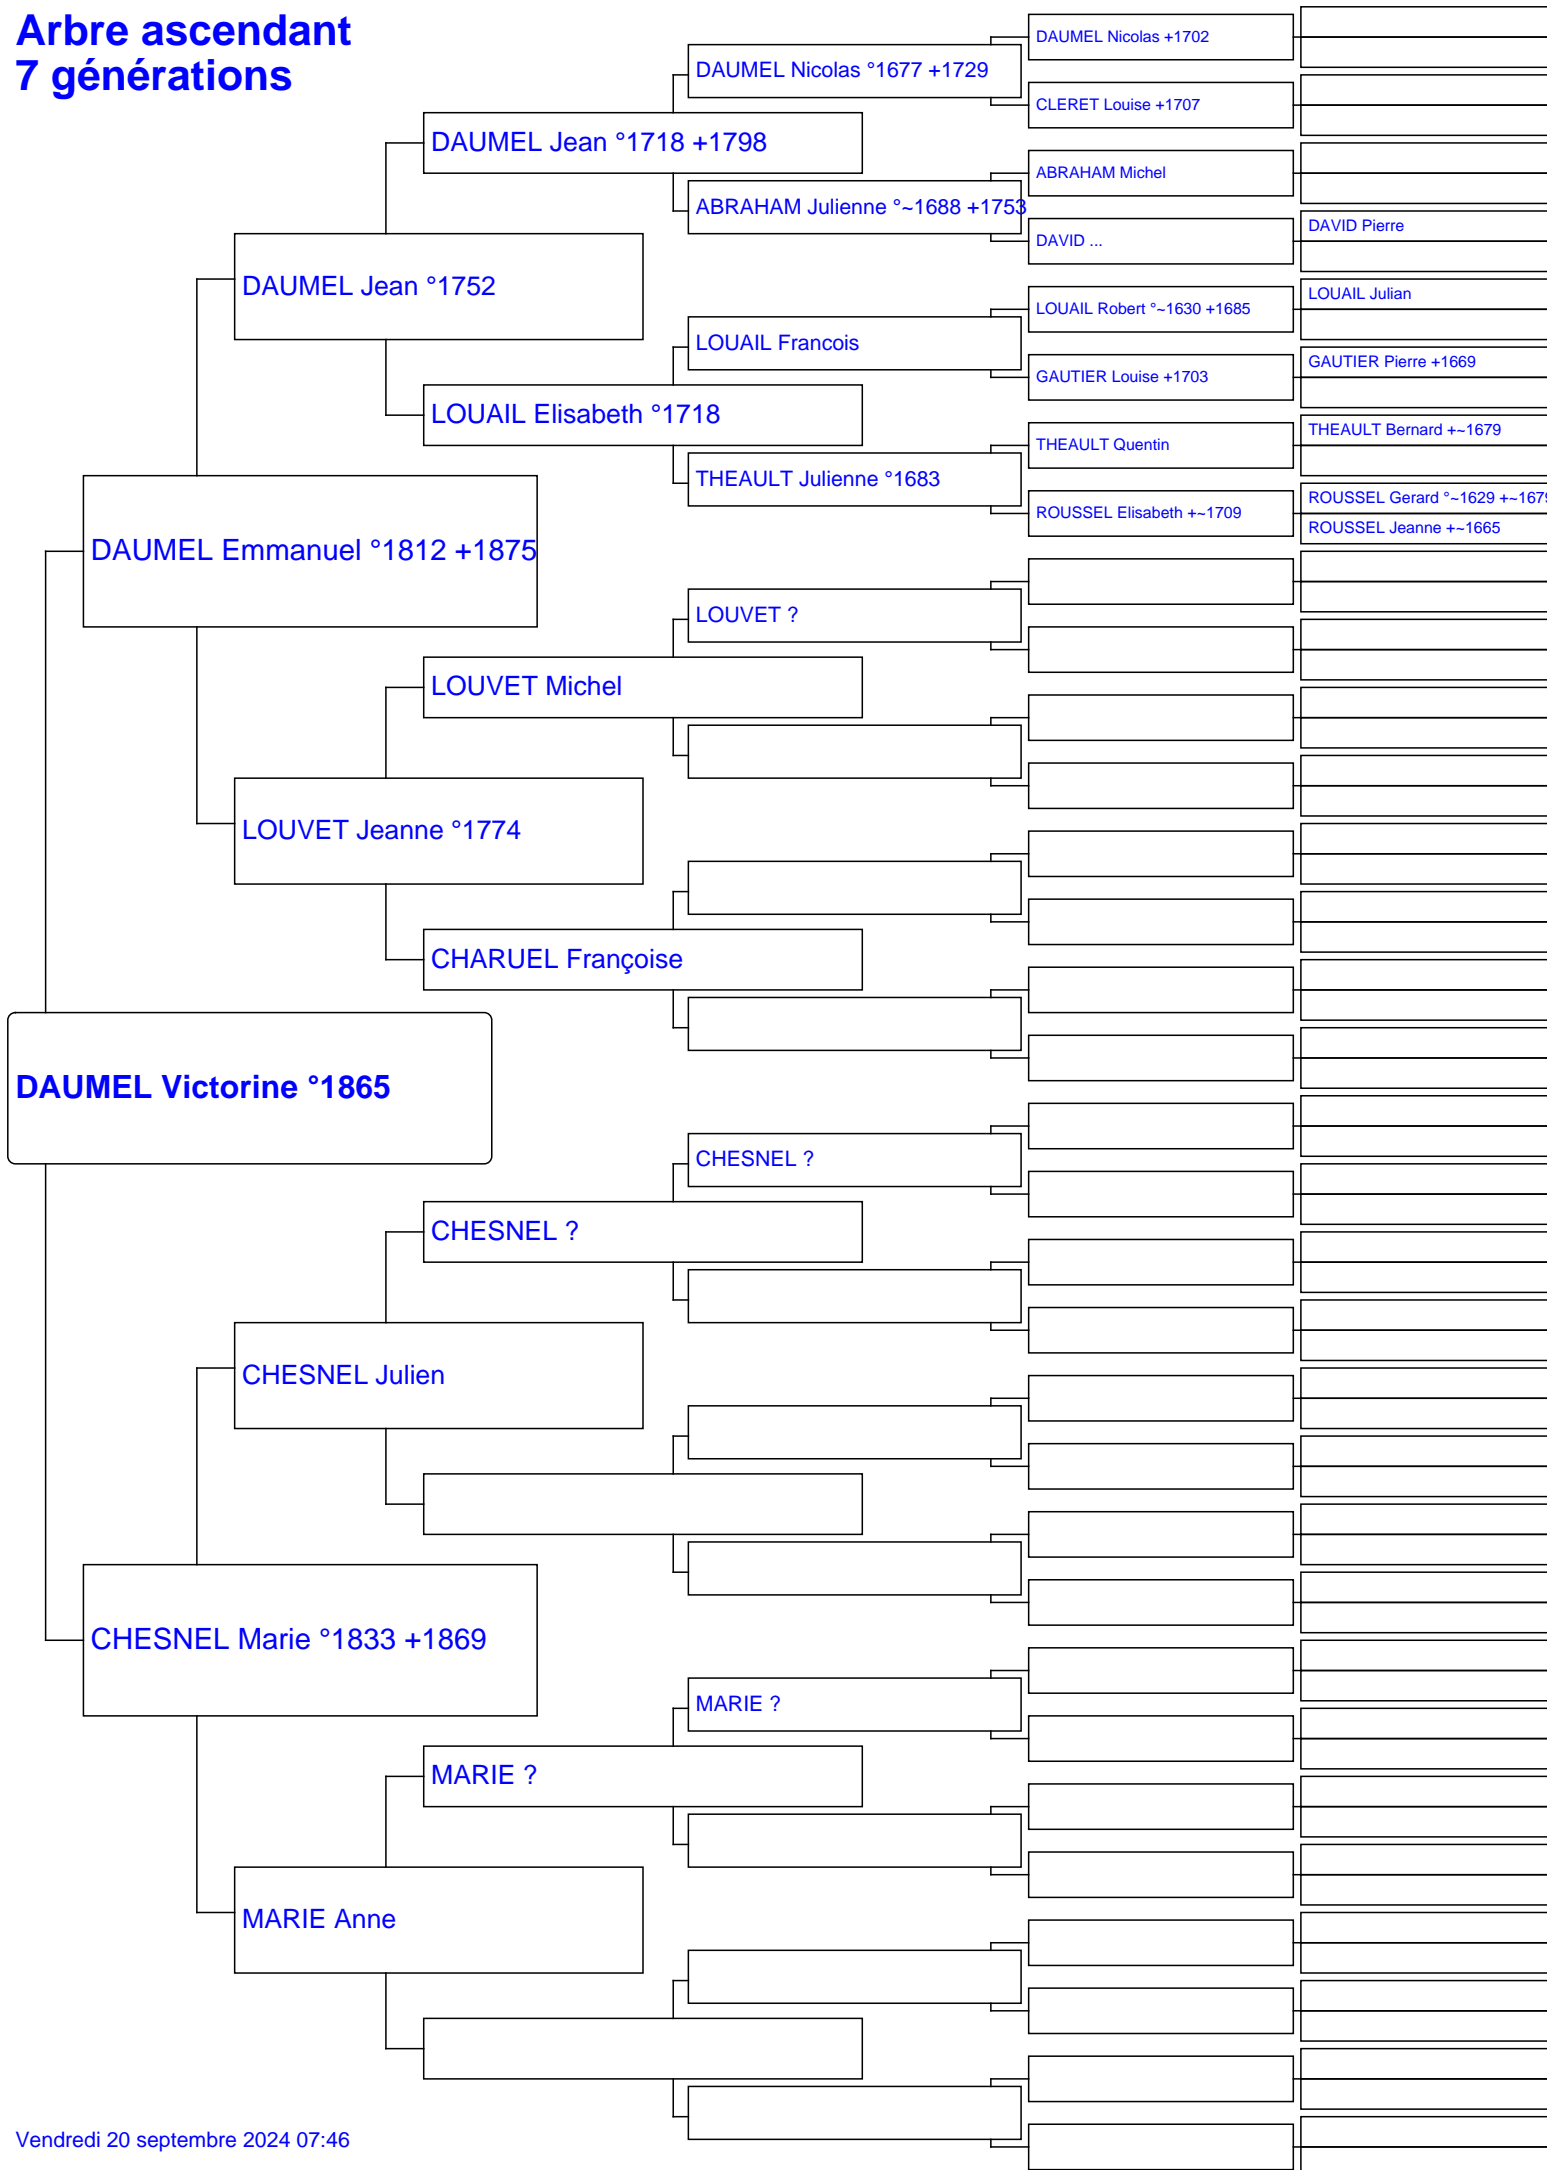 Arbre ascendant
7 générations
DAUMEL Victorine °1865
DAUMEL Emmanuel °1812 +1875
CHESNEL Marie °1833 +1869
DAUMEL Jean °1752
LOUVET Jeanne °1774
CHESNEL Julien
MARIE Anne
DAUMEL Jean °1718 +1798
LOUAIL Elisabeth °1718
LOUVET Michel
CHARUEL Françoise
CHESNEL ?
MARIE ?
DAUMEL Nicolas °1677 +1729
ABRAHAM Julienne °~1688 +1753
LOUAIL Francois
THEAULT Julienne °1683
LOUVET ?
CHESNEL ?
MARIE ?
DAUMEL Nicolas +1702
CLERET Louise +1707
ABRAHAM Michel
DAVID ...
LOUAIL Robert °~1630 +1685
GAUTIER Louise +1703
THEAULT Quentin
ROUSSEL Elisabeth +~1709
DAVID Pierre
LOUAIL Julian
GAUTIER Pierre +1669
THEAULT Bernard +~1679
ROUSSEL Gerard °~1629 +~1679
ROUSSEL Jeanne +~1665
Vendredi 20 septembre 2024 07:46